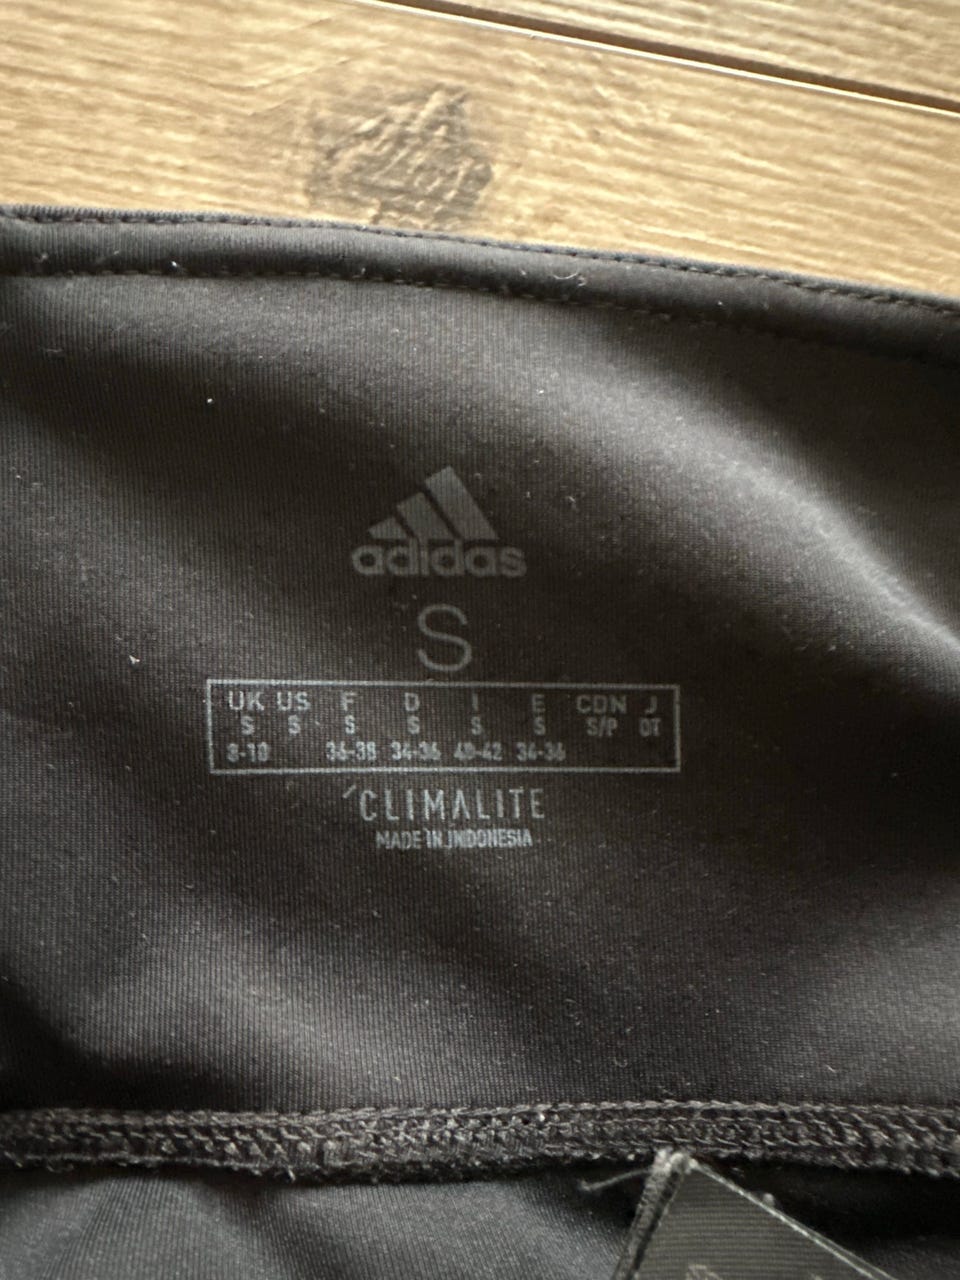 adidas
S
UK US F D I E CDN J
S S S S S S S/P OT
8-10 36-38 34-36 40-42 34-36
CLIMALITE
MADE IN INDONESIA